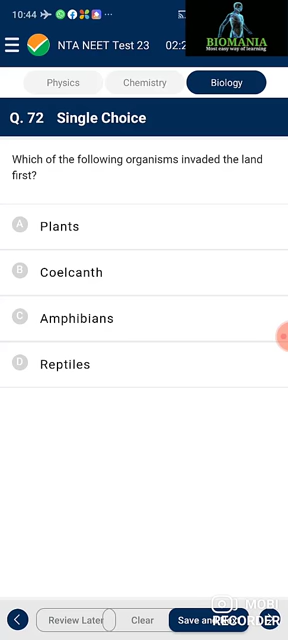 10:44
BIOMANIA
Most easy way of learning
NTA NEET Test 23 02:2
Physics Chemistry Biology
Q. 72 Single Choice
Which of the following organisms invaded the land
first?
A Plants
B Coelcanth
C Amphibians
D Reptiles
Review Later Clear Save and
MOBI
RECORDER